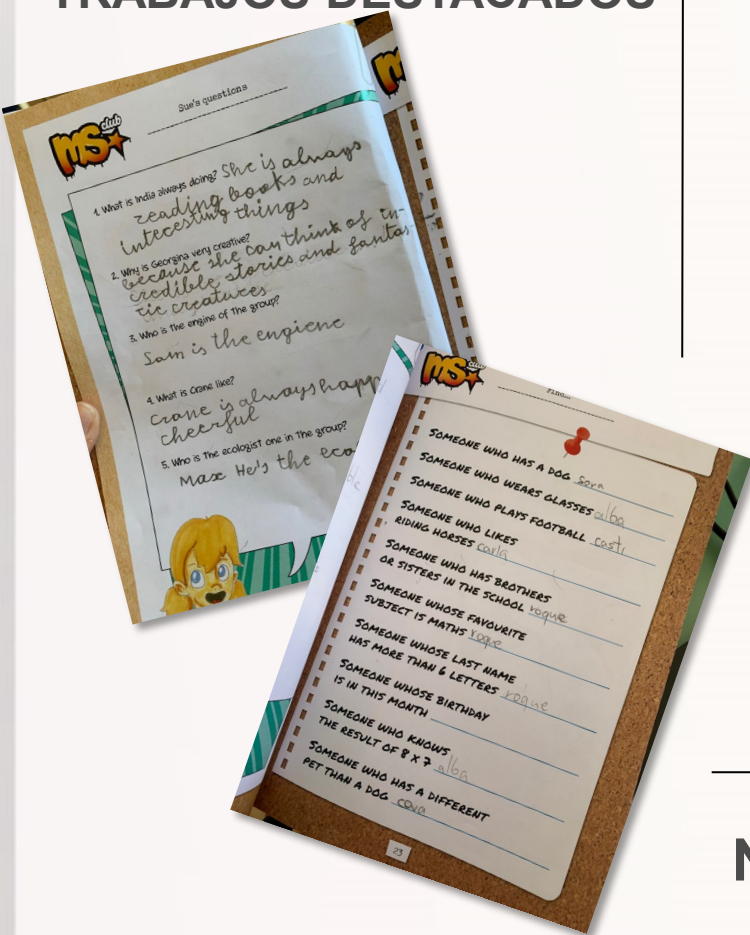 TRABAJOS DESTACADOS
MS club
Sue's questions
1. What is India always doing? She is always
reading books and
interesting things
2. Why is Georgina very creative?
because she can think of in-
credible stories and fantas-
tic creatures
3. Who is the engine of the group?
Sam is the engiene
4. What is Crane like?
Crane is always happy
cheerful
5. Who is the ecologist one in the group?
Max He's the eco
MS club
Find...
SOMEONE WHO HAS A DOG Sara
SOMEONE WHO WEARS GLASSES alba
SOMEONE WHO PLAYS FOOTBALL casti
SOMEONE WHO LIKES
RIDING HORSES carla
SOMEONE WHO HAS BROTHERS
OR SISTERS IN THE SCHOOL roque
SOMEONE WHOSE FAVOURITE
SUBJECT IS MATHS roque
SOMEONE WHOSE LAST NAME
HAS MORE THAN 6 LETTERS roque
SOMEONE WHOSE BIRTHDAY
IS IN THIS MONTH
SOMEONE WHO KNOWS
THE RESULT OF 8 X 7 alba
SOMEONE WHO HAS A DIFFERENT
PET THAN A DOG
23
N